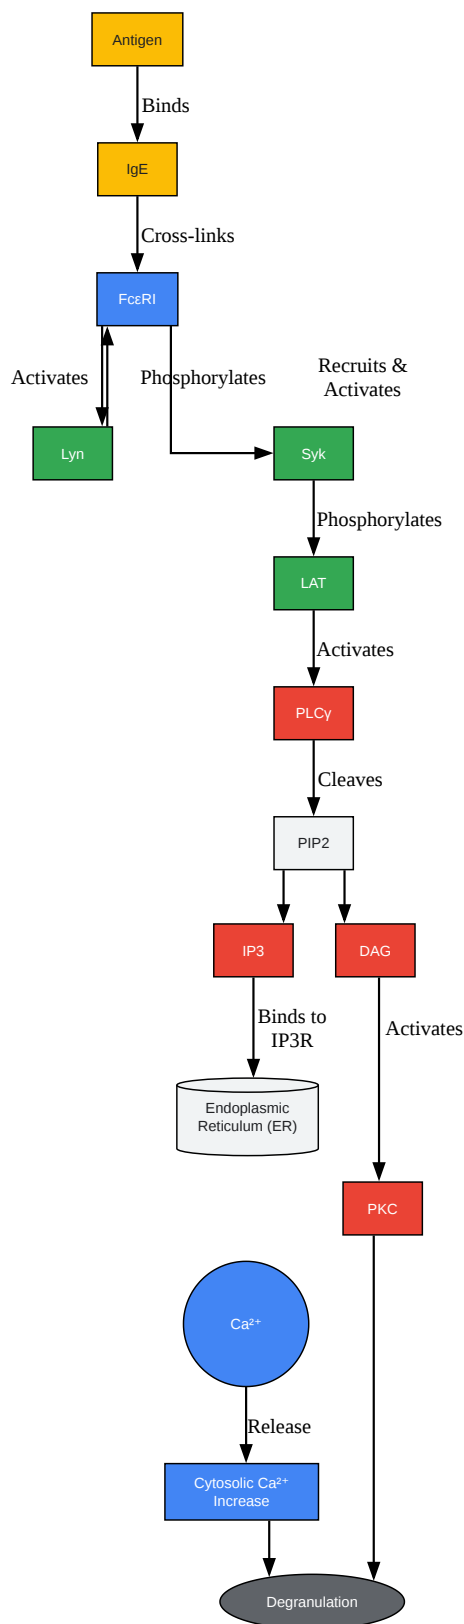 Antigen
Binds
IgE
Cross-links
FcεRI
Activates
Phosphorylates
Recruits &
Activates
Lyn
Syk
Phosphorylates
LAT
Activates
PLCγ
Cleaves
PIP2
IP3
DAG
Binds to
IP3R
Activates
Endoplasmic
Reticulum (ER)
PKC
Ca²⁺
Release
Cytosolic Ca²⁺
Increase
Degranulation